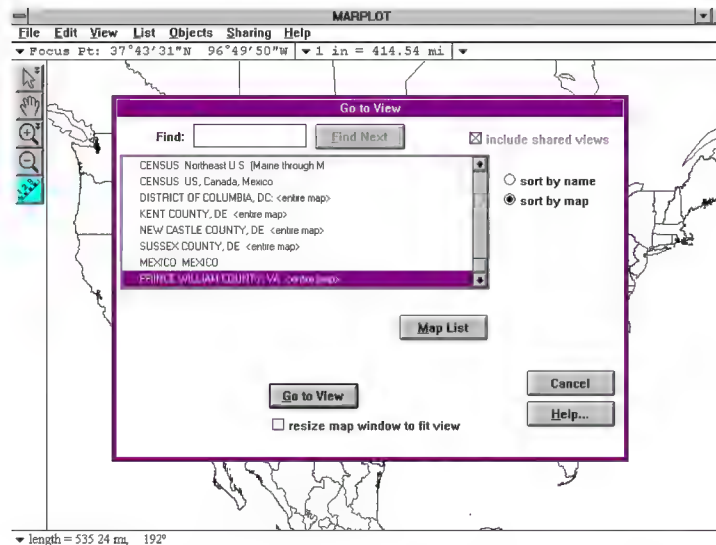 MARPLOT
File Edit View List Objects Sharing Help
Focus Pt: 37°43'31"N 96°49'50"W 1 in = 414.54 mi
Go to View
Find: Find Next include shared views
CENSUS Northeast U S (Maine through M
CENSUS US, Canada, Mexico
DISTRICT OF COLUMBIA, DC: <entire map>
KENT COUNTY, DE <entire map>
NEW CASTLE COUNTY, DE <entire map>
SUSSEX COUNTY, DE <entire map>
MEXICO MEXICO
PRINCE WILLIAM COUNTY, VA <entire map>
sort by name
sort by map
Map List
Go to View
resize map window to fit view
Cancel
Help...
length = 535 24 mi, 192°